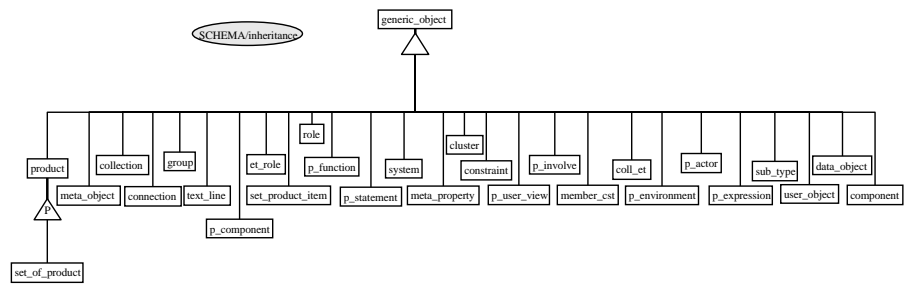 generic_object
SCHEMA/inheritance
role
cluster
product
collection
group
et_role
p_function
system
constraint
p_involve
coll_et
p_actor
sub_type
data_object
meta_object
connection
text_line
set_product_item
p_statement
meta_property
p_user_view
member_cst
p_environment
p_expression
user_object
component
P
p_component
set_of_product